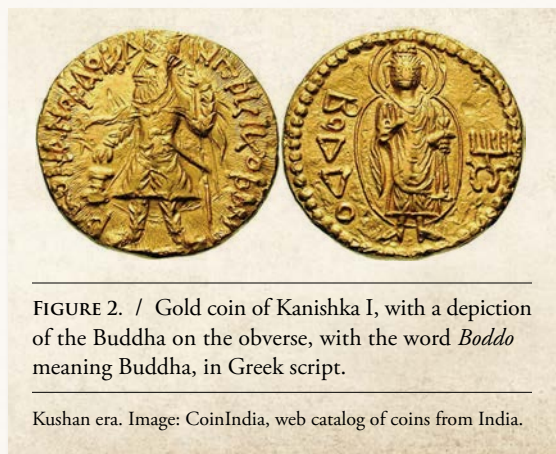 ΒΟΔΔΟ
FIGURE 2. / Gold coin of Kanishka I, with a depiction
of the Buddha on the obverse, with the word Boddo
meaning Buddha, in Greek script.
Kushan era. Image: CoinIndia, web catalog of coins from India.